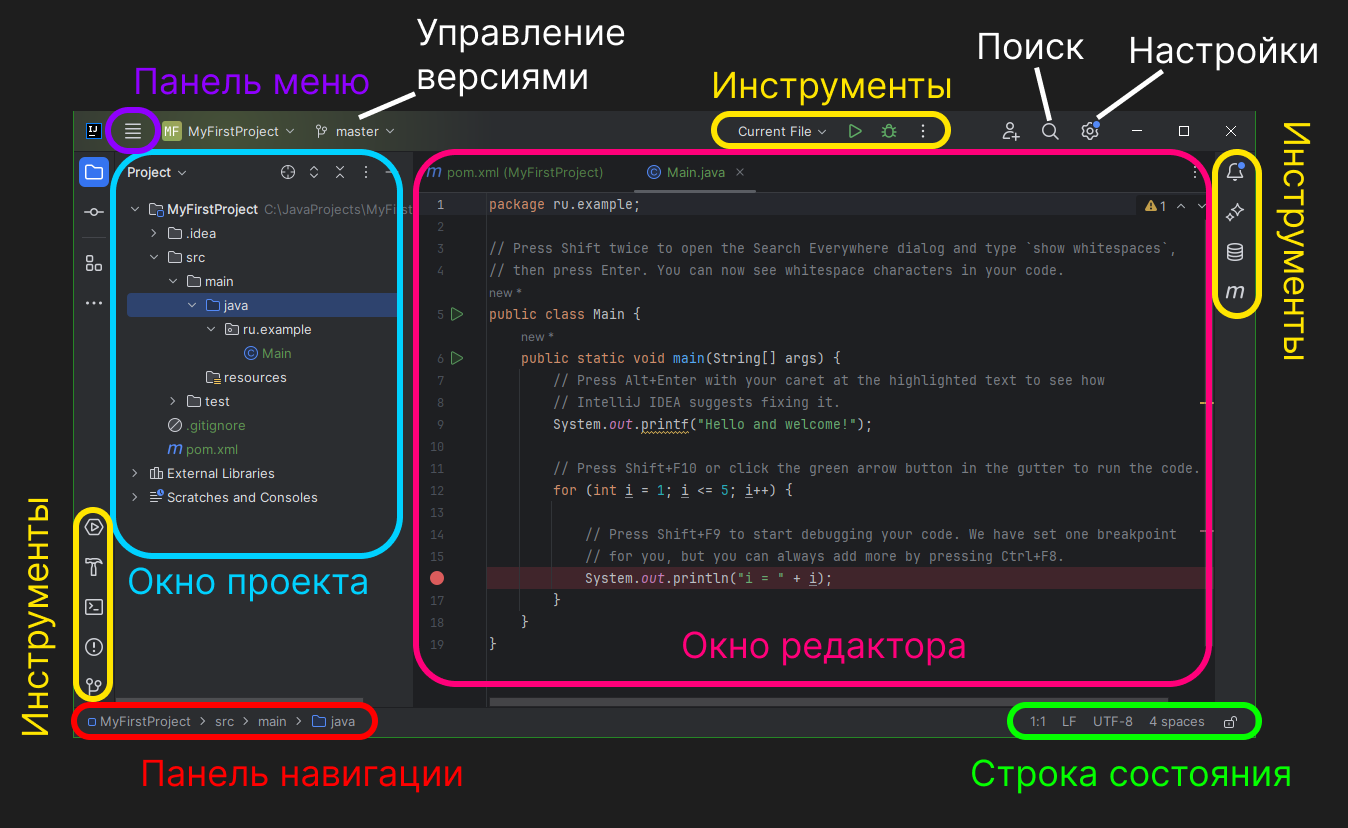 Управление
версиями
Панель меню
Инструменты
Поиск
Настройки
IJ
MF MyFirstProject
master
Current File
Project
MyFirstProject C:\JavaProjects\MyFirst
.idea
src
main
java
ru.example
Main
resources
test
.gitignore
pom.xml
External Libraries
Scratches and Consoles
Окно проекта
Инструменты
pom.xml (MyFirstProject)
Main.java
1 package ru.example;
1
2
3 // Press Shift twice to open the Search Everywhere dialog and type `show whitespaces`,
4 // then press Enter. You can now see whitespace characters in your code.
new *
5 public class Main {
new *
6 public static void main(String[] args) {
7 // Press Alt+Enter with your caret at the highlighted text to see how
8 // IntelliJ IDEA suggests fixing it.
9 System.out.printf("Hello and welcome!");
10
11 // Press Shift+F10 or click the green arrow button in the gutter to run the code.
12 for (int i = 1; i <= 5; i++) {
13
14 // Press Shift+F9 to start debugging your code. We have set one breakpoint
15 // for you, but you can always add more by pressing Ctrl+F8.
System.out.println("i = " + i);
17 }
18 }
19 }
Окно редактора
Инструменты
m
MyFirstProject > src > main > java
1:1 LF UTF-8 4 spaces
Панель навигации
Строка состояния